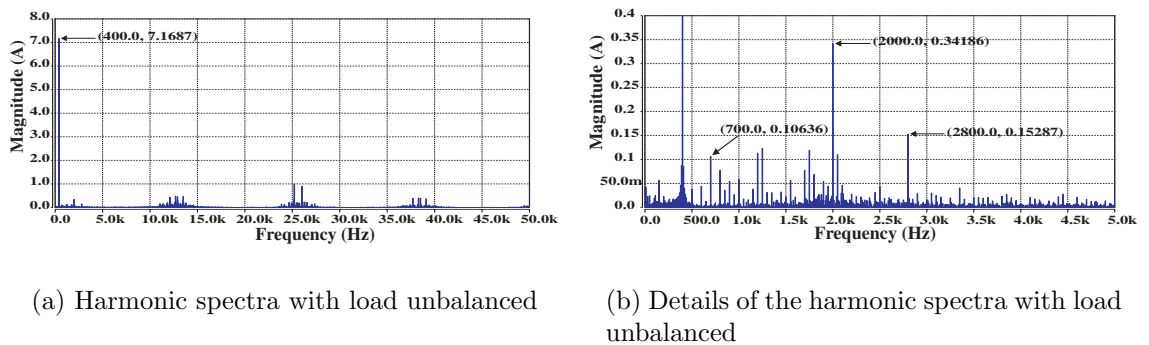 8.0
7.0
6.0
5.0
4.0
3.0
2.0
1.0
0.0
Magnitude (A)
(400.0, 7.1687)
0.0 5.0k 10.0k 15.0k 20.0k 25.0k 30.0k 35.0k 40.0k 45.0k 50.0k
Frequency (Hz)
(a) Harmonic spectra with load unbalanced
0.4
0.35
0.3
0.25
0.2
0.15
0.1
50.0m
0.0
Magnitude (A)
(2000.0, 0.34186)
(700.0, 0.10636)
(2800.0, 0.15287)
0.0 500.0 1.0k 1.5k 2.0k 2.5k 3.0k 3.5k 4.0k 4.5k 5.0k
Frequency (Hz)
(b) Details of the harmonic spectra with load
unbalanced